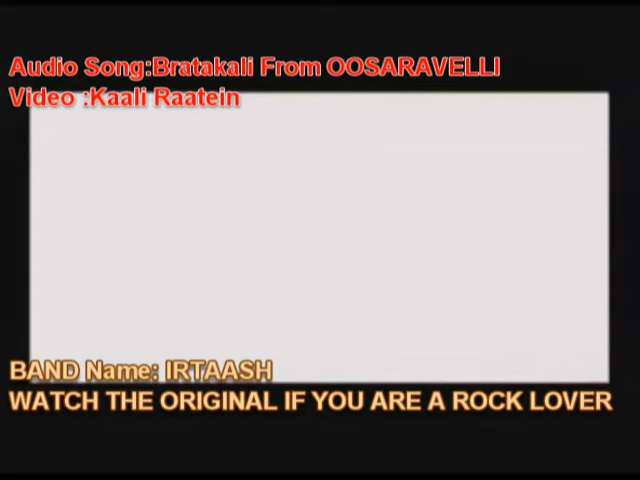 Audio Song:Bratakali From OOSARAVELLI
Video :Kaali Raatein
BAND Name: IRTAASH
WATCH THE ORIGINAL IF YOU ARE A ROCK LOVER